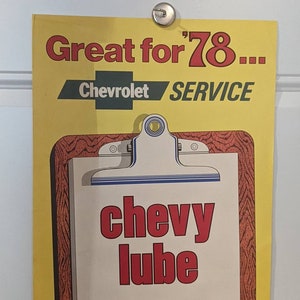 Great for '78...
Chevrolet SERVICE
chevy
lube